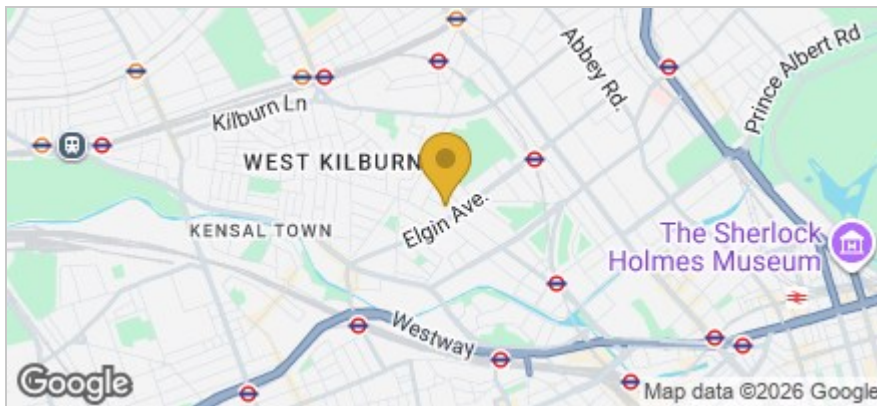 Abbey Rd.
Prince Albert Rd
Kilburn Ln
WEST KILBURN
Elgin Ave.
KENSAL TOWN
The Sherlock
Holmes Museum
Westway
Google
Map data ©2026 Google